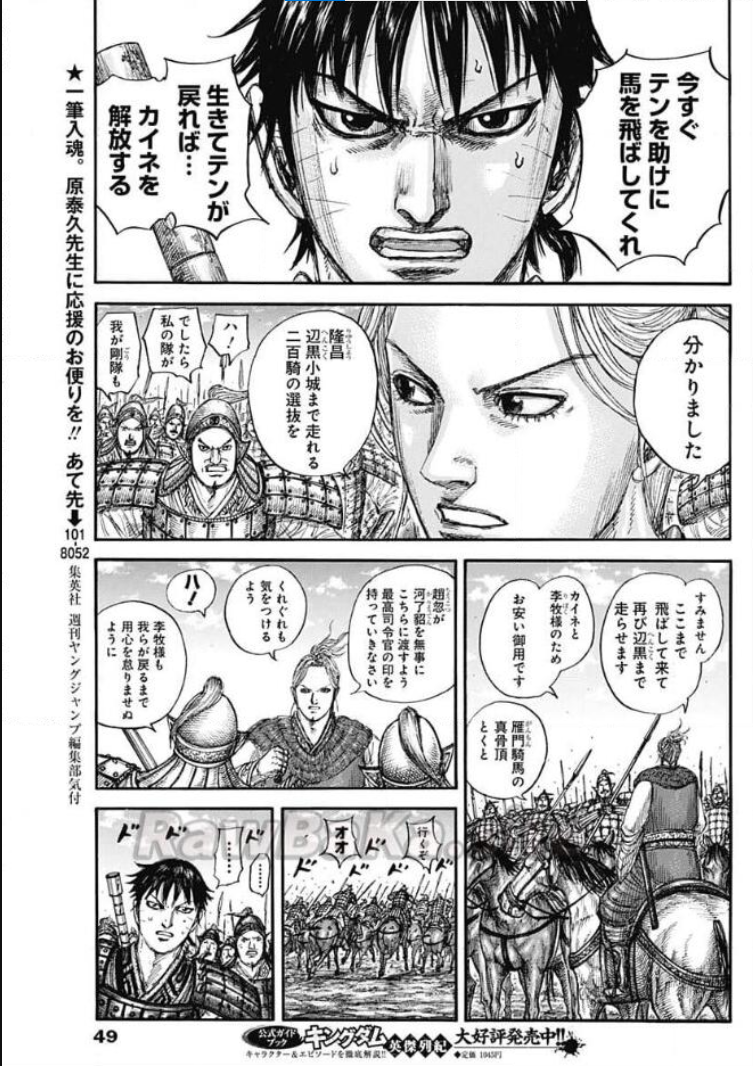 今すぐ
テンを助けに
馬を飛ばしてくれ
生きてテンが
戻れば…
カイネを
解放する
分かりました
隆昌
辺黒小城まで走れる
二百騎の選抜を
ハ！
でしたら
私の隊が
我が剛隊も
すみません
ここまで
飛ばして来て
再び辺黒まで
走らせます
カイネと
李牧様のため
お安い御用です
雁門騎馬の
真骨頂
とくと
趙忽が
河了貂を無事に
こちらに渡すよう
最高司令官の印を
持っていきなさい
くれぐれも
気をつける
よう
ハ！
李牧様も
我らが戻るまで
用心を怠りませぬ
ように
行くぞ
オオ
ド
ド
ド
ド
ド
ド
……
……
★一筆入魂。原泰久先生に応援のお便りを!! あて先➡101-8052 集英社 週刊ヤングジャンプ編集部気付
RawBaKa.
49
公式ガイドブック キングダム 英傑列紀 大好評発売中!!
キャラクター&エピソードを徹底解説!! ◆定価 1045円